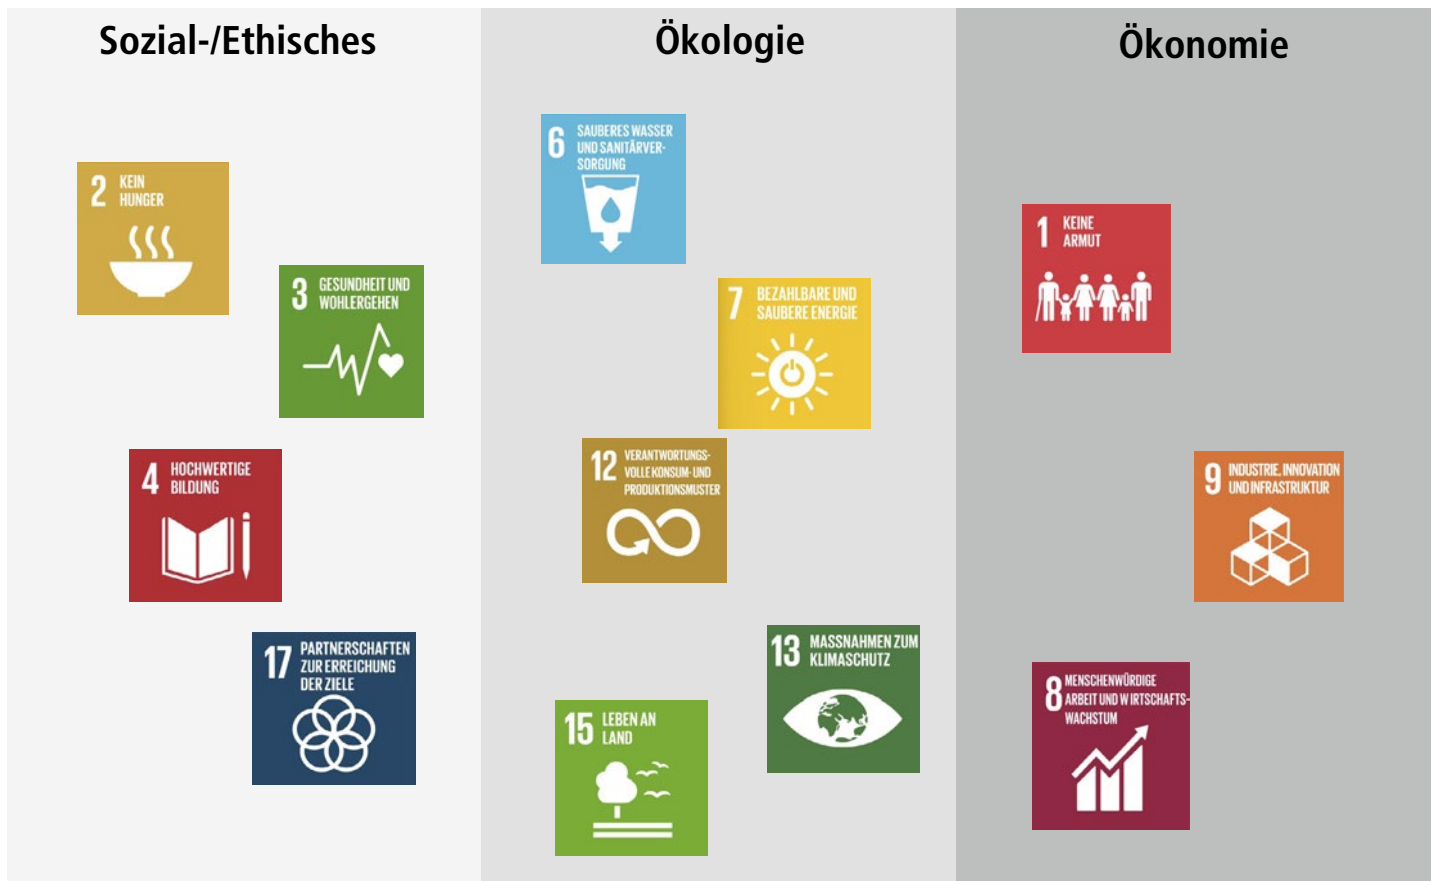 Sozial-/Ethisches
2 KEIN
HUNGER
3 GESUNDHEIT UND
WOHLERGEHEN
4 HOCHWERTIGE
BILDUNG
17 PARTNERSCHAFTEN
ZUR ERREICHUNG
DER ZIELE
Ökologie
6 SAUBERES WASSER
UND SANITÄRVER-
SORGUNG
7 BEZAHLBARE UND
SAUBERE ENERGIE
12 VERANTWORTUNGS-
VOLLE KONSUM- UND
PRODUKTIONSMUSTER
13 MASSNAHMEN ZUM
KLIMASCHUTZ
15 LEBEN AN
LAND
Ökonomie
1 KEINE
ARMUT
9 INDUSTRIE, INNOVATION
UND INFRASTRUKTUR
8 MENSCHENWÜRDIGE
ARBEIT UND WIRTSCHAFTS-
WACHSTUM